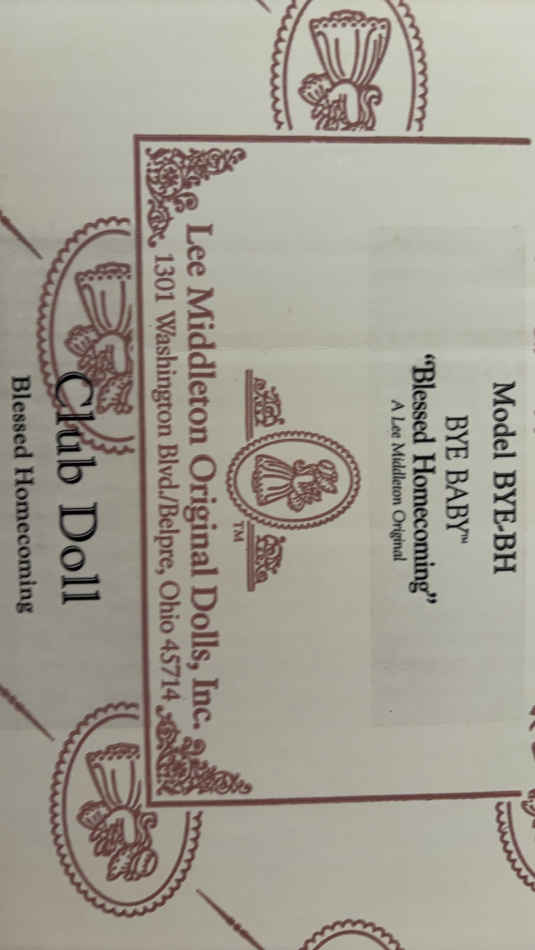 Model BYE-BH
BYE BABY™
“Blessed Homecoming”
A Lee Middleton Original
TM
Lee Middleton Original Dolls, Inc.
1301 Washington Blvd./Belpre, Ohio 45714
Club Doll
Blessed Homecoming